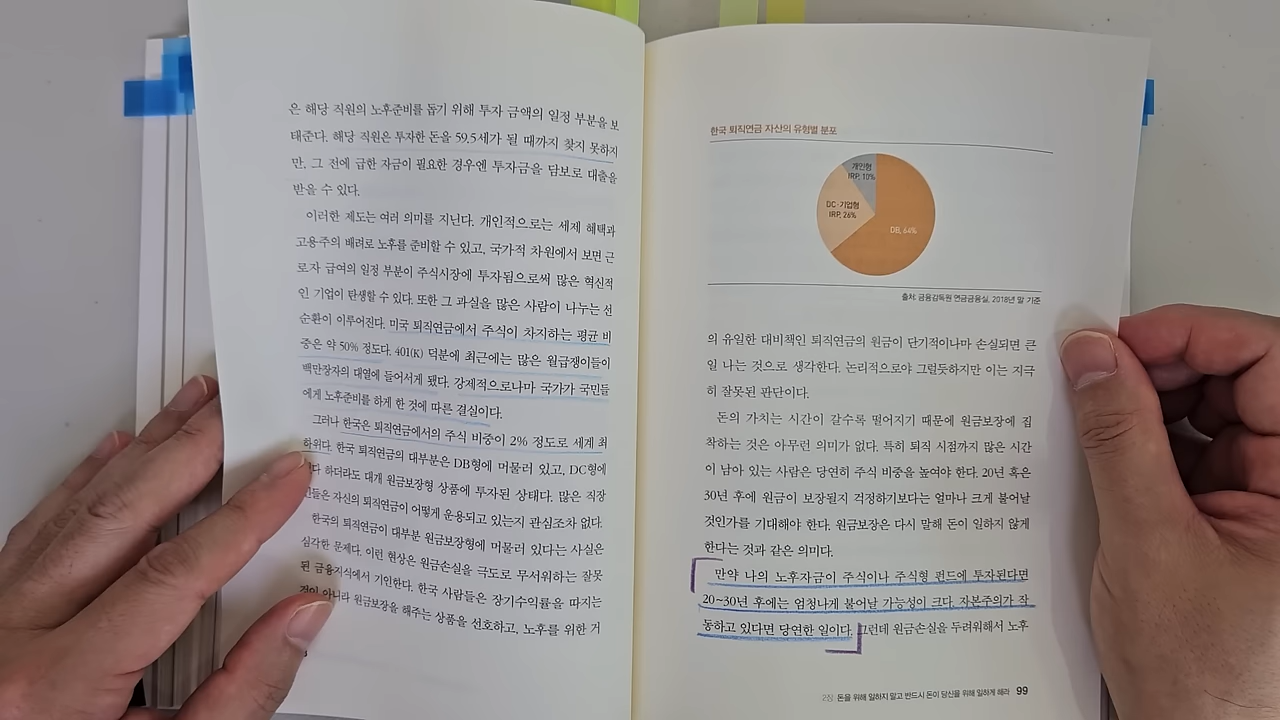 은 해당 직원의 노후준비를 돕기 위해 투자 금액의 일정 부분을 보
태준다. 해당 직원은 투자한 돈을 59.5세가 될 때까지 찾지 못하지
만, 그 전에 급한 자금이 필요한 경우엔 투자금을 담보로 대출을
받을 수 있다.
이러한 제도는 여러 의미를 지닌다. 개인적으로는 세제 혜택과
고용주의 배려로 노후를 준비할 수 있고, 국가적 차원에서 보면 근
로자 급여의 일정 부분이 주식시장에 투자됨으로써 많은 혁신적
인 기업이 탄생할 수 있다. 또한 그 과실을 많은 사람이 나누는 선
순환이 이루어진다. 미국 퇴직연금에서 주식이 차지하는 평균 비
중은 약 50% 정도다. 401(K) 덕분에 최근에는 많은 월급쟁이들이
백만장자의 대열에 들어서게 됐다. 강제적으로나마 국가가 국민들
에게 노후준비를 하게 한 것에 따른 결실이다.
그러나 한국은 퇴직연금에서의 주식 비중이 2% 정도로 세계 최
하위다. 한국 퇴직연금의 대부분은 DB형에 머물러 있고, DC형에
다 하더라도 대개 원금보장형 상품에 투자된 상태다. 많은 직장
인들은 자신의 퇴직연금이 어떻게 운용되고 있는지 관심조차 없다.
한국의 퇴직연금이 대부분 원금보장형에 머물러 있다는 사실은
심각한 문제다. 이런 현상은 원금손실을 극도로 무서워하는 잘못
된 금융지식에서 기인한다. 한국 사람들은 장기수익률을 따지는
것이 아니라 원금보장을 해주는 상품을 선호하고, 노후를 위한 거
한국 퇴직연금 자산의 유형별 분포
개인형
IRP, 10%
DC·기업형
IRP, 26%
DB, 64%
출처: 금융감독원 연금금융실, 2018년 말 기준
의 유일한 대비책인 퇴직연금의 원금이 단기적이나마 손실되면 큰
일 나는 것으로 생각한다. 논리적으로야 그럴듯하지만 이는 지극
히 잘못된 판단이다.
돈의 가치는 시간이 갈수록 떨어지기 때문에 원금보장에 집
착하는 것은 아무런 의미가 없다. 특히 퇴직 시점까지 많은 시간
이 남아 있는 사람은 당연히 주식 비중을 높여야 한다. 20년 혹은
30년 후에 원금이 보장될지 걱정하기보다는 얼마나 크게 불어날
것인가를 기대해야 한다. 원금보장은 다시 말해 돈이 일하지 않게
한다는 것과 같은 의미다.
만약 나의 노후자금이 주식이나 주식형 펀드에 투자된다면
20~30년 후에는 엄청나게 불어날 가능성이 크다. 자본주의가 작
동하고 있다면 당연한 일이다. 그런데 원금손실을 두려워해서 노후
2장 돈을 위해 일하지 말고 반드시 돈이 당신을 위해 일하게 하라 99